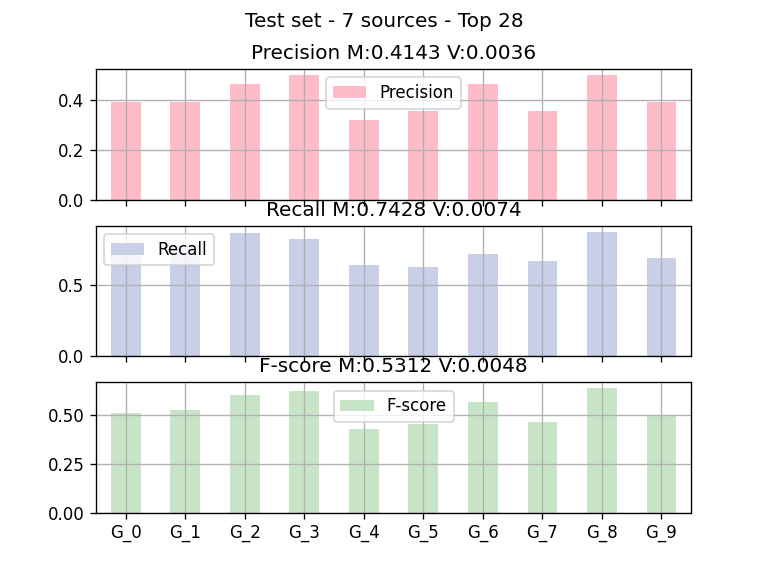 Test set - 7 sources - Top 28
Precision M:0.4143 V:0.0036
0.4
Precision
0.2
0.0
Recall M:0.7428 V:0.0074
Recall
0.5
0.0
F-score M:0.5312 V:0.0048
0.50
F-score
0.25
0.00
G_0 G_1 G_2 G_3 G_4 G_5 G_6 G_7 G_8 G_9